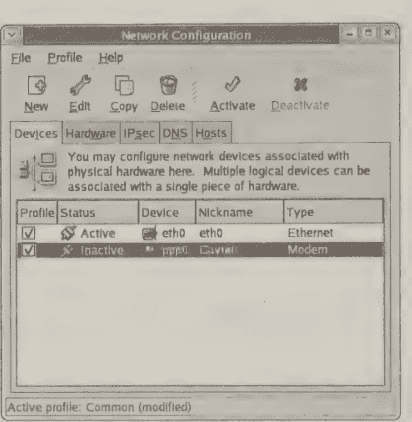 Network Configuration
File Profile Help
New Edit Copy Delete Activate Deactivate
Devices Hardware IPsec DNS Hosts
You may configure network devices associated with
physical hardware here. Multiple logical devices can be
associated with a single piece of hardware.
Profile Status Device Nickname Type
Active eth0 eth0 Ethernet
Inactive ppp0 Modem
Active profile: Common (modified)